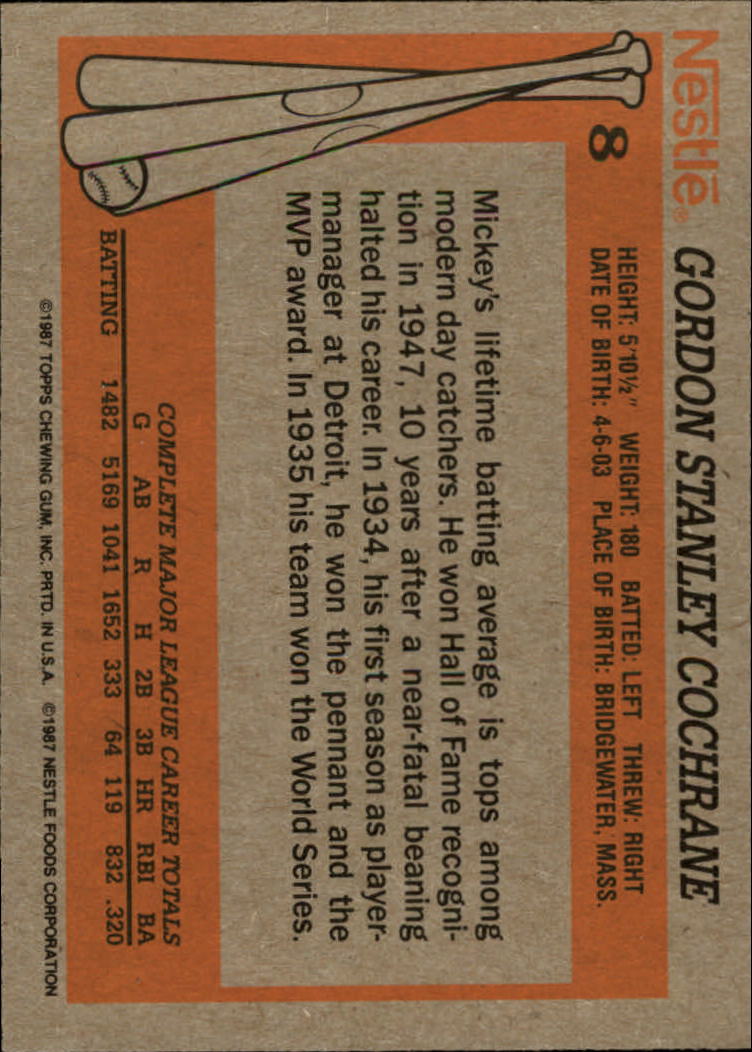 Nestlē®
GORDON STANLEY COCHRANE
8
HEIGHT: 5'10½" WEIGHT: 180 BATTED: LEFT THREW: RIGHT
DATE OF BIRTH: 4-6-03 PLACE OF BIRTH: BRIDGEWATER, MASS.
Mickey's lifetime batting average is tops among
modern day catchers. He won Hall of Fame recogni-
tion in 1947, 10 years after a near-fatal beaning
halted his career. In 1934, his first season as player-
manager at Detroit, he won the pennant and the
MVP award. In 1935 his team won the World Series.
COMPLETE MAJOR LEAGUE CAREER TOTALS
G AB R H 2B 3B HR RBI BA
BATTING 1482 5169 1041 1652 333 64 119 832 .320
©1987 TOPPS CHEWING GUM, INC. PRTD. IN U.S.A. ©1987 NESTLE FOODS CORPORATION